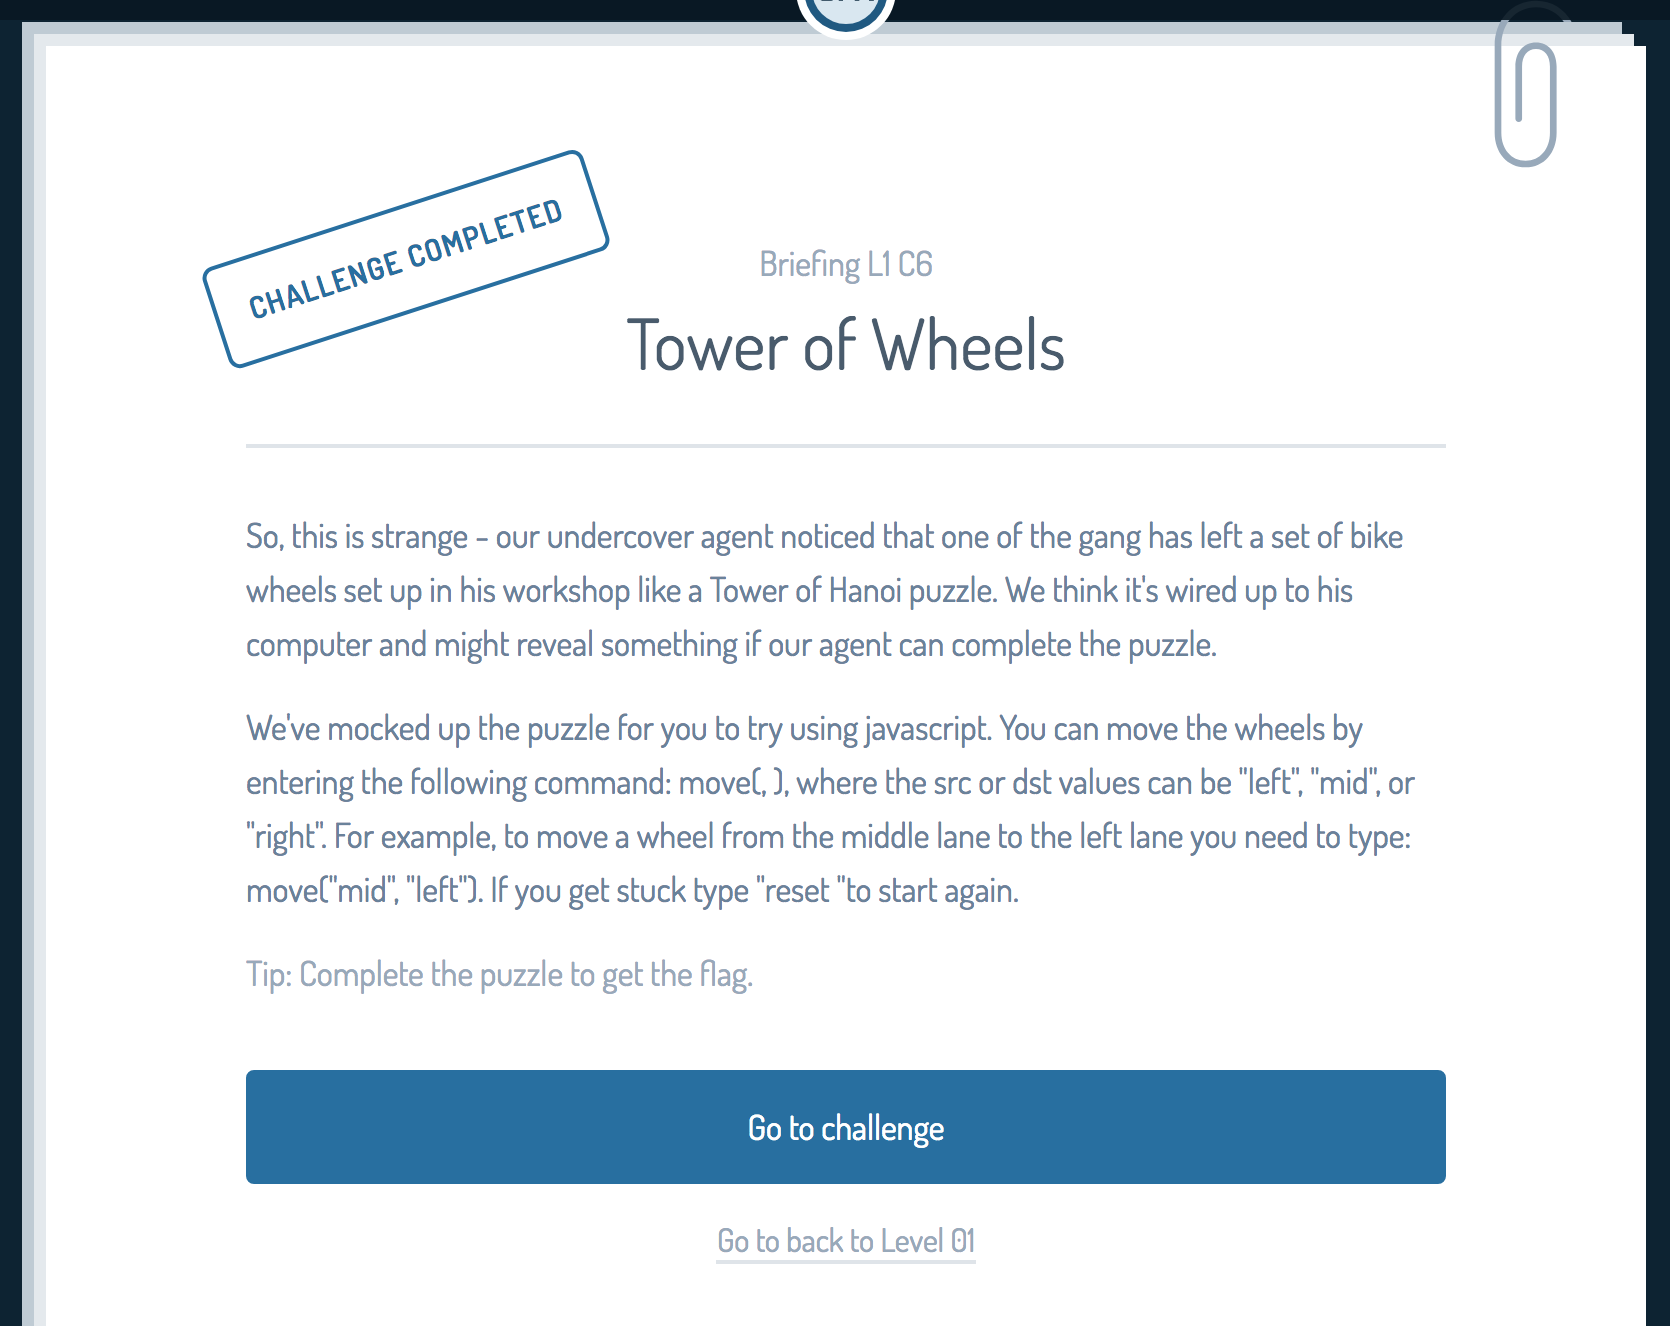 CHALLENGE COMPLETED
Briefing L1 C6
Tower of Wheels
So, this is strange - our undercover agent noticed that one of the gang has left a set of bike
wheels set up in his workshop like a Tower of Hanoi puzzle. We think it's wired up to his
computer and might reveal something if our agent can complete the puzzle.
We've mocked up the puzzle for you to try using javascript. You can move the wheels by
entering the following command: move(, ), where the src or dst values can be "left", "mid", or
"right". For example, to move a wheel from the middle lane to the left lane you need to type:
move("mid", "left"). If you get stuck type "reset "to start again.
Tip: Complete the puzzle to get the flag.
Go to challenge
Go to back to Level 01